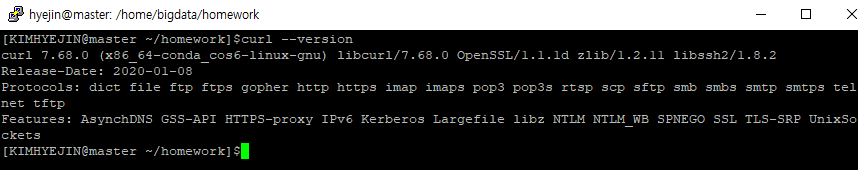 hyejin@master: /home/bigdata/homework
[KIMHYEJIN@master ~/homework]$curl --version
curl 7.68.0 (x86_64-conda_cos6-linux-gnu) libcurl/7.68.0 OpenSSL/1.1.1d zlib/1.2.11 libssh2/1.8.2
Release-Date: 2020-01-08
Protocols: dict file ftp ftps gopher http https imap imaps pop3 pop3s rtsp scp sftp smb smbs smtp smtps tel
net tftp
Features: AsynchDNS GSS-API HTTPS-proxy IPv6 Kerberos Largefile libz NTLM NTLM_WB SPNEGO SSL TLS-SRP UnixSo
ckets
[KIMHYEJIN@master ~/homework]$